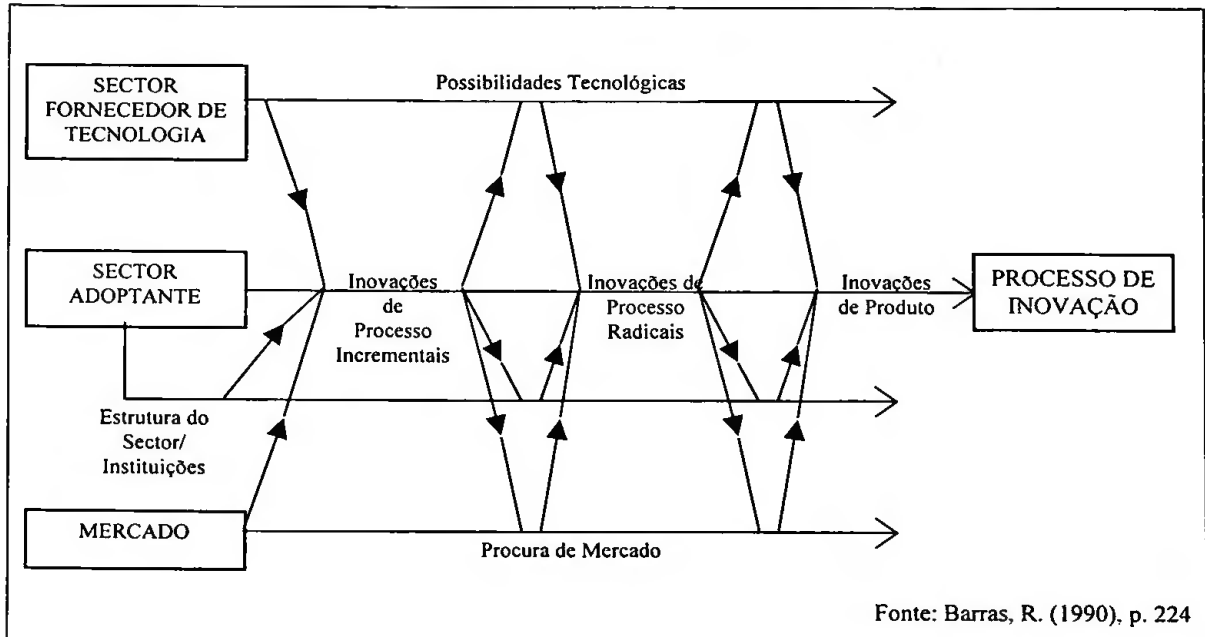 SECTOR
FORNECEDOR DE
TECNOLOGIA
Possibilidades Tecnológicas
SECTOR
ADOPTANTE
Inovações
de
Processo
Incrementais
Inovações de
Processo
Radicais
Inovações
de Produto
PROCESSO DE
INOVAÇÃO
Estrutura do
Sector/
Instituições
MERCADO
Procura de Mercado
Fonte: Barras, R. (1990), p. 224